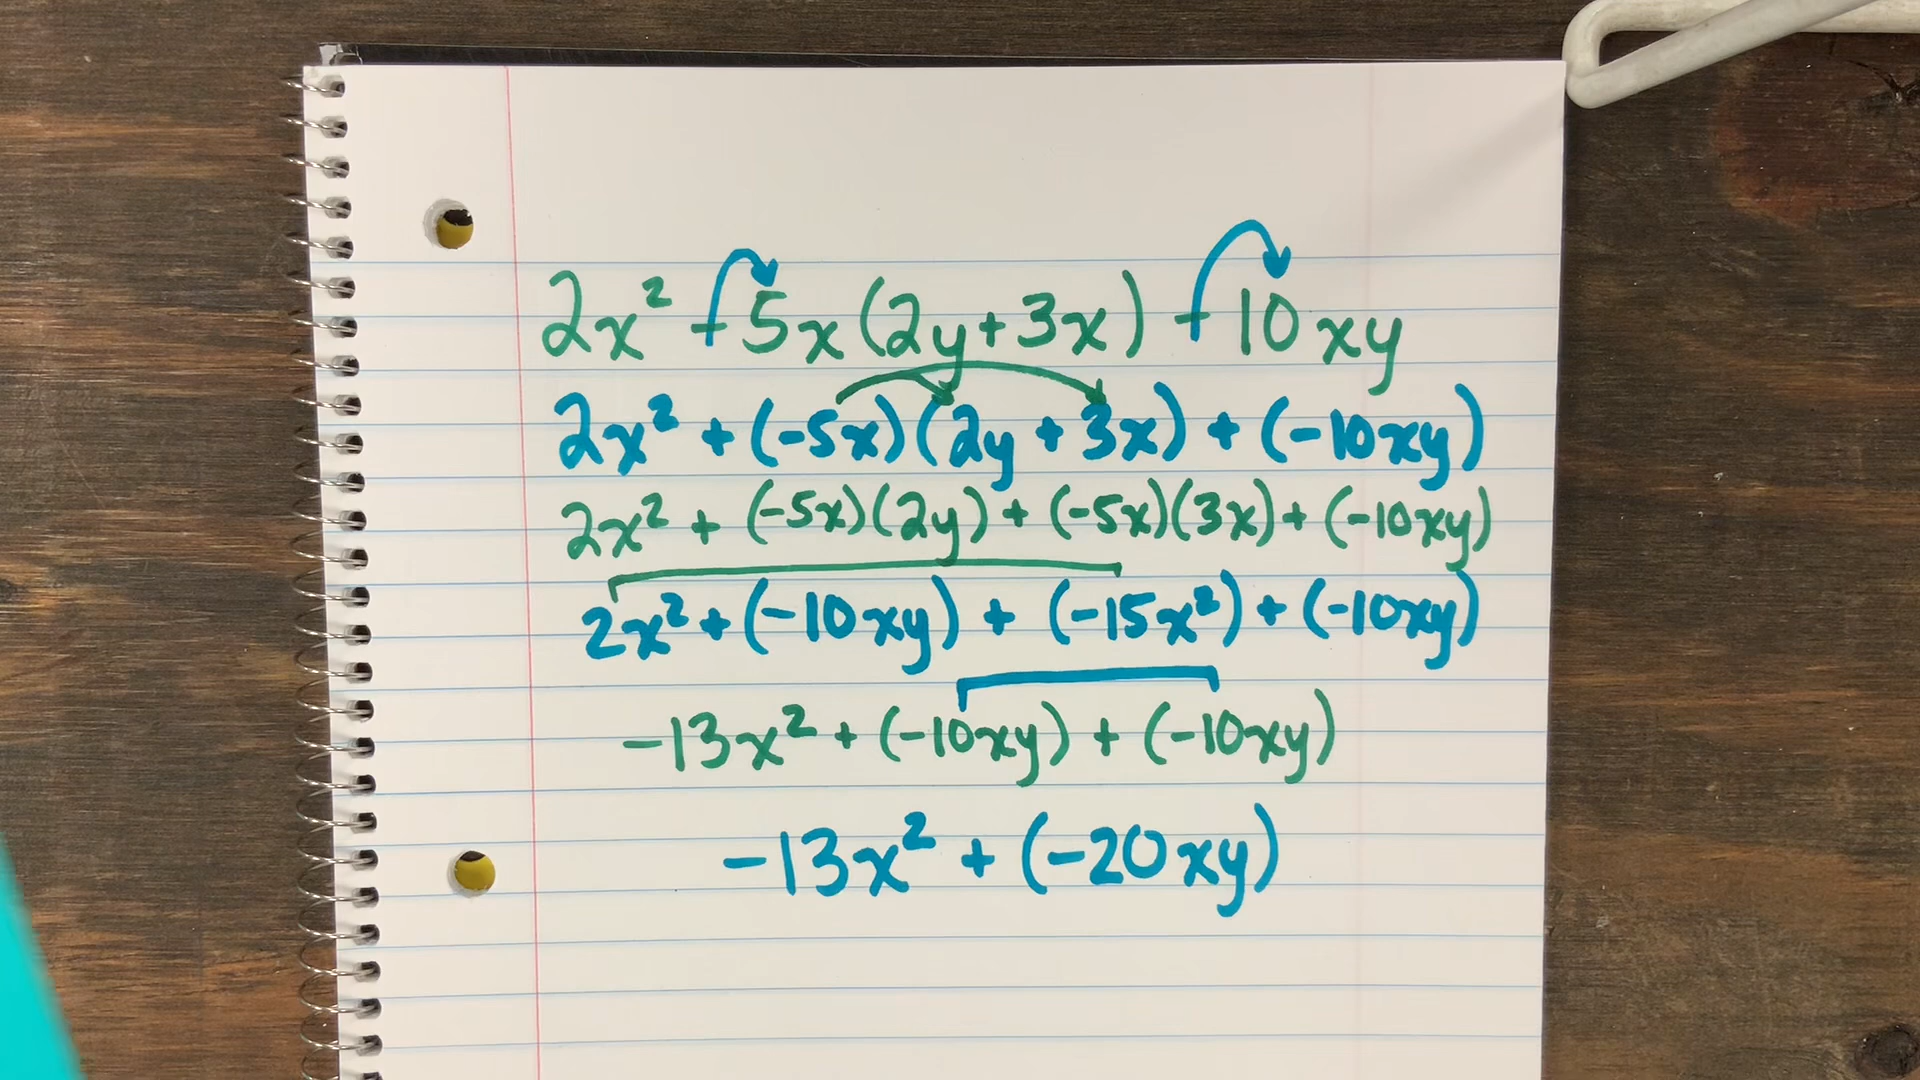 2x² - 5x(2y+3x) - 10xy
2x² + (-5x)(2y + 3x) + (-10xy)
2x² + (-5x)(2y) + (-5x)(3x) + (-10xy)
2x² + (-10xy) + (-15x²) + (-10xy)
-13x² + (-10xy) + (-10xy)
-13x² + (-20xy)